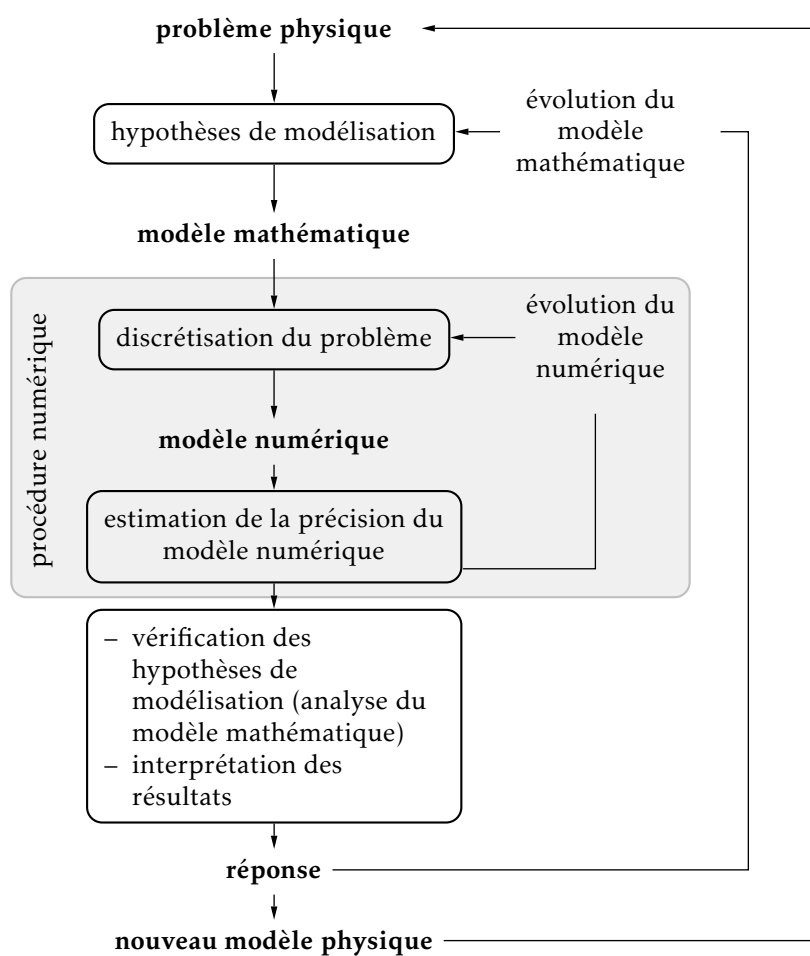 problème physique
hypothèses de modélisation
évolution du
modèle
mathématique
modèle mathématique
procédure numérique
discrétisation du problème
évolution du
modèle
numérique
modèle numérique
estimation de la précision du
modèle numérique
– vérification des
hypothèses de
modélisation (analyse du
modèle mathématique)
– interprétation des
résultats
réponse
nouveau modèle physique